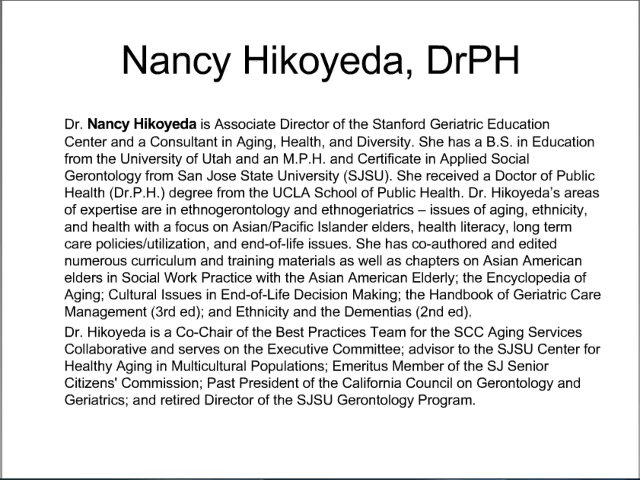 Nancy Hikoyeda, DrPH
Dr. Nancy Hikoyeda is Associate Director of the Stanford Geriatric Education
Center and a Consultant in Aging, Health, and Diversity. She has a B.S. in Education
from the University of Utah and an M.P.H. and Certificate in Applied Social
Gerontology from San Jose State University (SJSU). She received a Doctor of Public
Health (Dr.P.H.) degree from the UCLA School of Public Health. Dr. Hikoyeda's areas
of expertise are in ethnogerontology and ethnogeriatrics – issues of aging, ethnicity,
and health with a focus on Asian/Pacific Islander elders, health literacy, long term
care policies/utilization, and end-of-life issues. She has co-authored and edited
numerous curriculum and training materials as well as chapters on Asian American
elders in Social Work Practice with the Asian American Elderly; the Encyclopedia of
Aging; Cultural Issues in End-of-Life Decision Making; the Handbook of Geriatric Care
Management (3rd ed); and Ethnicity and the Dementias (2nd ed).
Dr. Hikoyeda is a Co-Chair of the Best Practices Team for the SCC Aging Services
Collaborative and serves on the Executive Committee; advisor to the SJSU Center for
Healthy Aging in Multicultural Populations; Emeritus Member of the SJ Senior
Citizens' Commission; Past President of the California Council on Gerontology and
Geriatrics; and retired Director of the SJSU Gerontology Program.